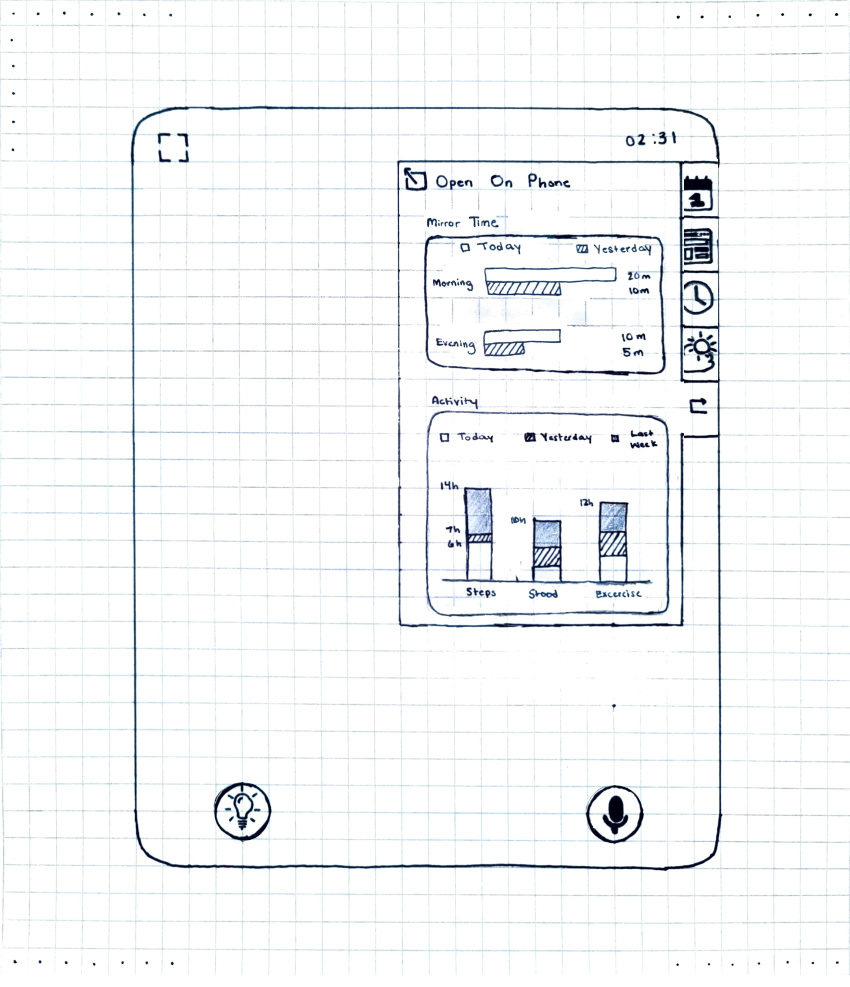 02:31
Open On Phone
2
Mirror Time
Today Yesterday
Morning 20m
10m
Evening 10m
5m
Activity
Today Yesterday Last
Week
14h
12h
10h
7h
6h
Steps Stood Excercise